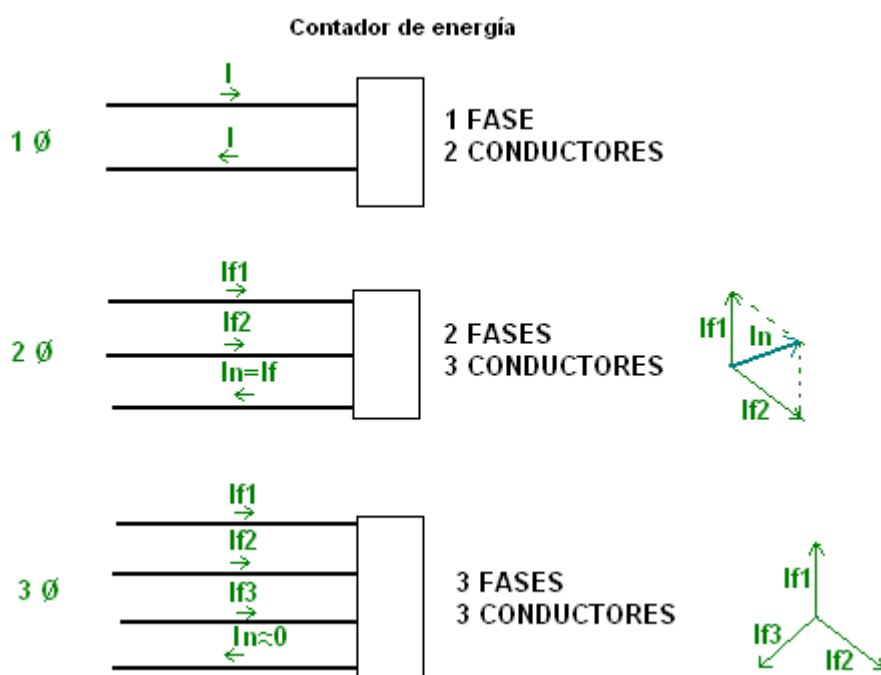 Contador de energía
1 Ø
I
I
1 FASE
2 CONDUCTORES
2 Ø
If1
If2
In=If
2 FASES
3 CONDUCTORES
If1
In
If2
3 Ø
If1
If2
If3
In≈0
3 FASES
3 CONDUCTORES
If1
If3
If2